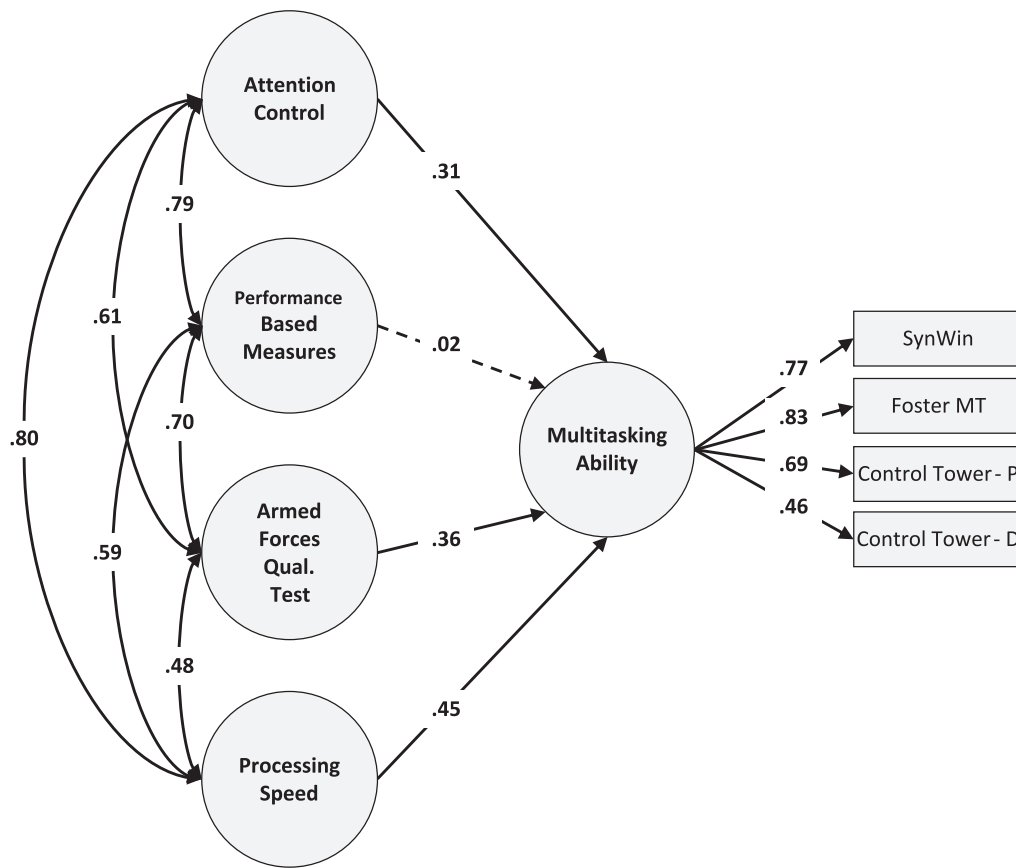 Attention
Control
.31
.79
Performance
Based
Measures
.61
.02
SynWin
.77
Foster MT
.83
.70
Multitasking
Ability
.80
.69
Control Tower - P
.46
Armed
Forces
Qual.
Test
.36
.59
Control Tower - D
.48
.45
Processing
Speed